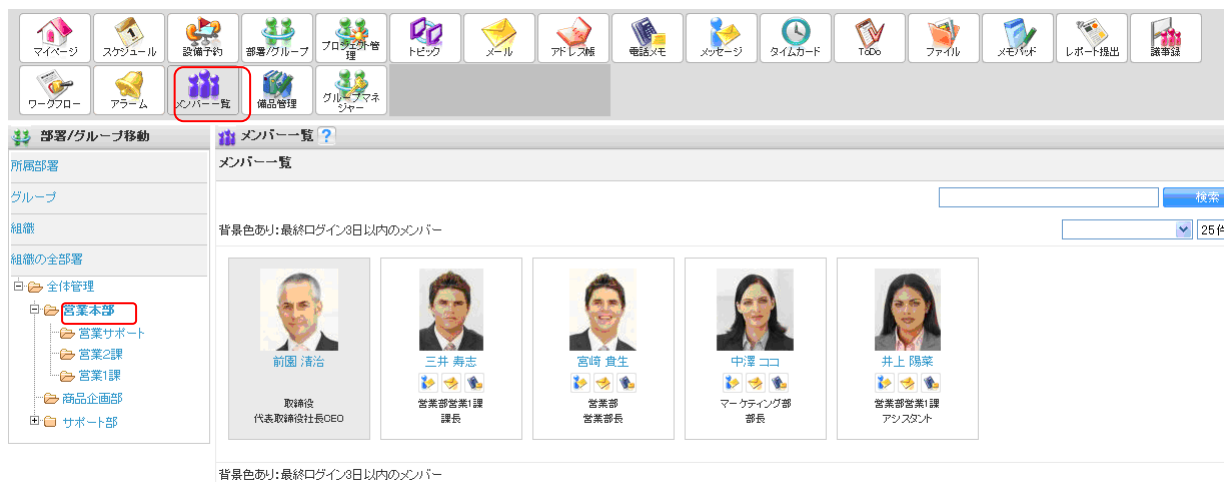 マイページ
スケジュール
設備予約
部署/グループ
プロジェクト管理
トピック
メール
アドレス帳
電話メモ
メッセージ
タイムカード
ToDo
ファイル
メモパッド
レポート提出
議事録
ワークフロー
アラーム
メンバー一覧
備品管理
グループマネジャー
部署/グループ移動
メンバー一覧 ?
所属部署
メンバー一覧
グループ
検索
組織
背景色あり:最終ログイン3日以内のメンバー
25件
組織の全部署
全体管理
営業本部
営業サポート
営業2課
営業1課
商品企画部
サポート部
前園 清治
取締役
代表取締役社長CEO
三井 寿志
営業部営業1課
課長
宮崎 貴生
営業部
営業部長
中澤 ココ
マーケティング部
部長
井上 陽菜
営業部営業1課
アシスタント
背景色あり:最終ログイン3日以内のメンバー